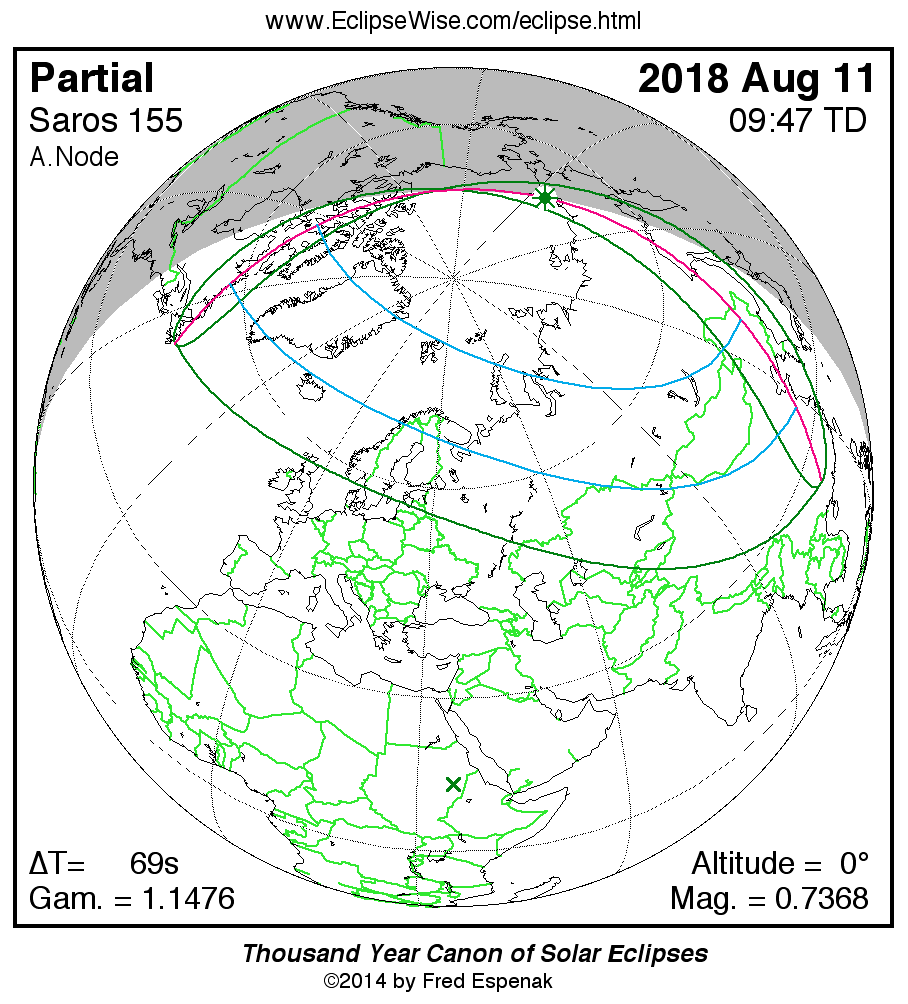 www.EclipseWise.com/eclipse.html
Partial
2018 Aug 11
Saros 155
09:47 TD
A.Node
ΔT= 69s
Altitude = 0°
Gam. = 1.1476
Mag. = 0.7368
Thousand Year Canon of Solar Eclipses
©2014 by Fred Espenak